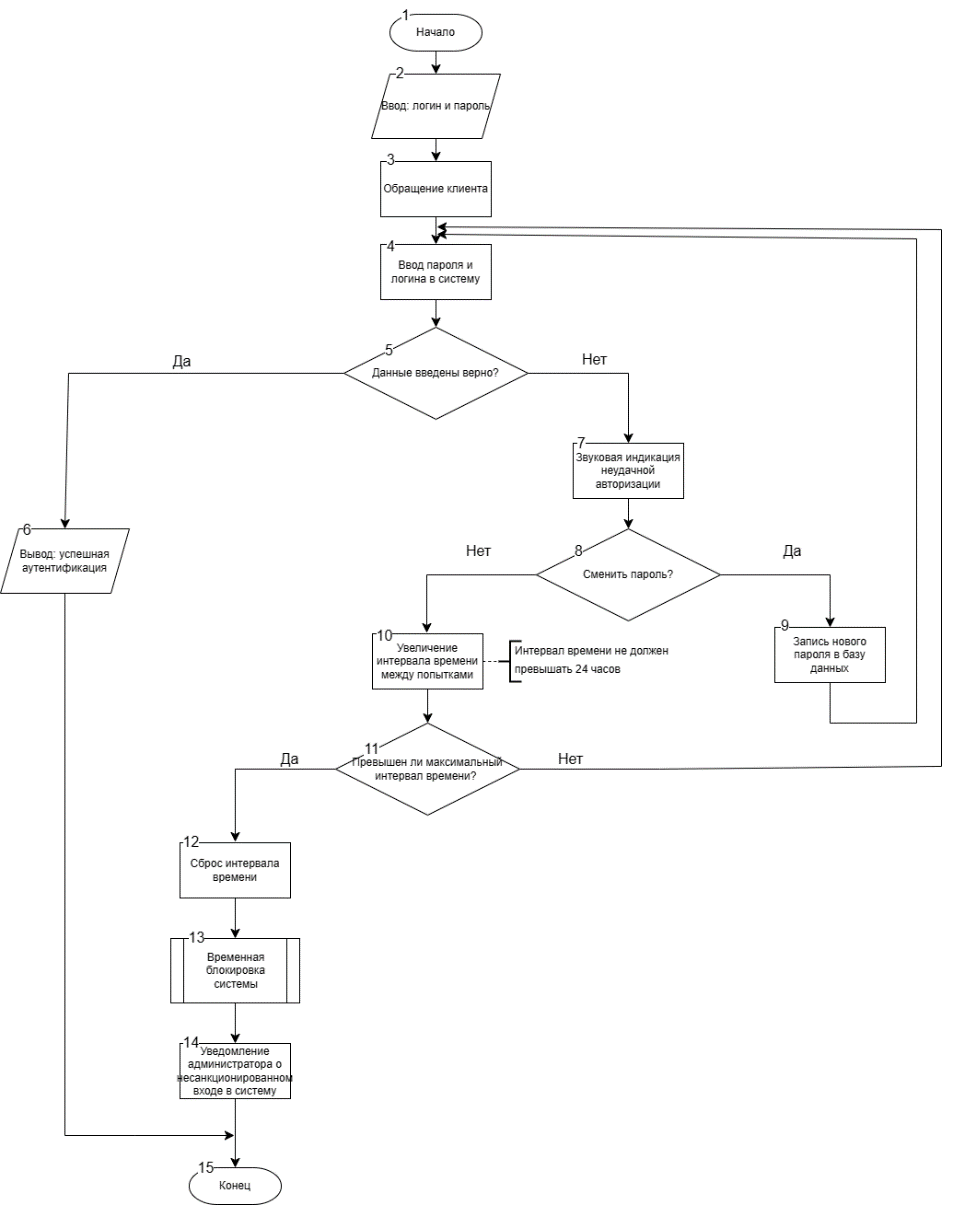 1
Начало
2
Ввод: логин и пароль
3
Обращение клиента
4
Ввод пароля и
логина в систему
5
Данные введены верно?
Да
Нет
6
Вывод: успешная
аутентификация
7
Звуковая индикация
неудачной
авторизации
8
Сменить пароль?
Нет
Да
9
Запись нового
пароля в базу
данных
10
Увеличение
интервала времени
между попытками
Интервал времени не должен
превышать 24 часов
11
Превышен ли максимальный
интервал времени?
Да
Нет
12
Сброс интервала
времени
13
Временная
блокировка
системы
14
Уведомление
администратора о
несанкционированном
входе в систему
15
Конец